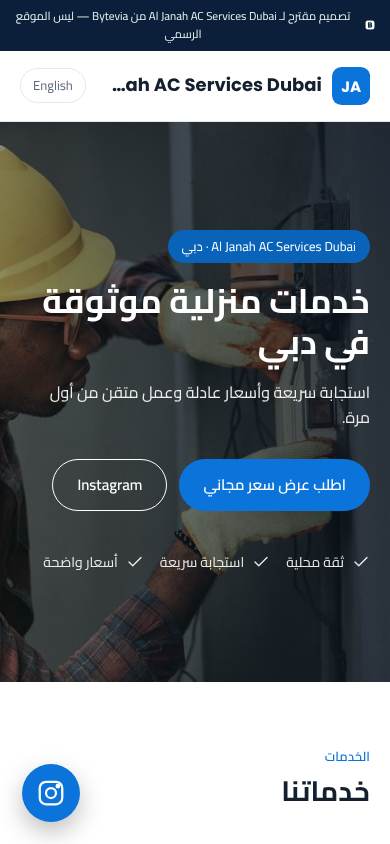 تصميم مقترح لـ Al Janah AC Services Dubai من Bytevia — ليس الموقع
الرسمي
JA
...ah AC Services Dubai
English
Al Janah AC Services Dubai · دبي
خدمات منزلية موثوقة
في دبي
استجابة سريعة وأسعار عادلة وعمل متقن من أول
مرة.
اطلب عرض سعر مجاني
Instagram
ثقة محلية
استجابة سريعة
أسعار واضحة
الخدمات
خدماتنا